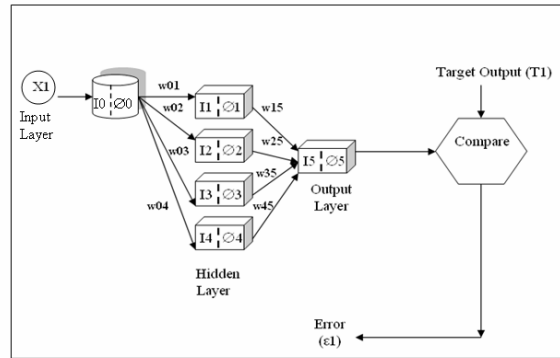 X1
Input
Layer
I0 ∅0
w01
w02
w03
w04
I1 ∅1
I2 ∅2
I3 ∅3
I4 ∅4
Hidden
Layer
w15
w25
w35
w45
I5 ∅5
Output
Layer
Target Output (T1)
Compare
Error
(ε1)